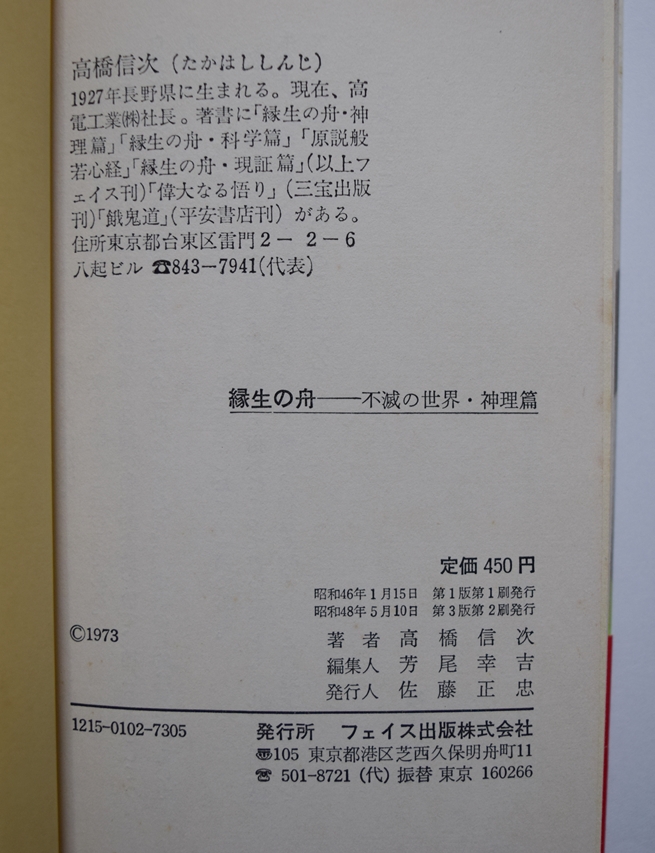 高橋信次（たかはししんじ）
1927年長野県に生まれる。現在、高
電工業㈱社長。著書に「縁生の舟・神
理篇」「縁生の舟・科学篇」「原説般
若心経」「縁生の舟・現証篇」（以上フ
ェイス刊）「偉大なる悟り」（三宝出版
刊）「餓鬼道」（平安書店刊）がある。
住所東京都台東区雷門2－2－6
八起ビル ☎843－7941（代表）
縁生の舟――不滅の世界・神理篇
定価 450円
昭和46年1月15日 第1版第1刷発行
昭和48年5月10日 第3版第2刷発行
©1973
著者 高橋信次
編集人 芳尾幸吉
発行人 佐藤正忠
1215-0102-7305
発行所 フェイス出版株式会社
〠105 東京都港区芝西久保明舟町11
☎ 501-8721（代）振替 東京 160266